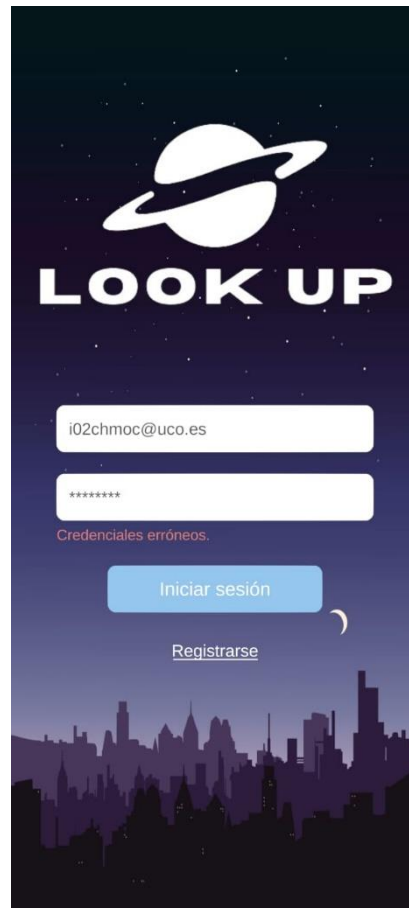 LOOK UP
i02chmoc@uco.es
********
Credenciales erróneos.
Iniciar sesión
Registrarse